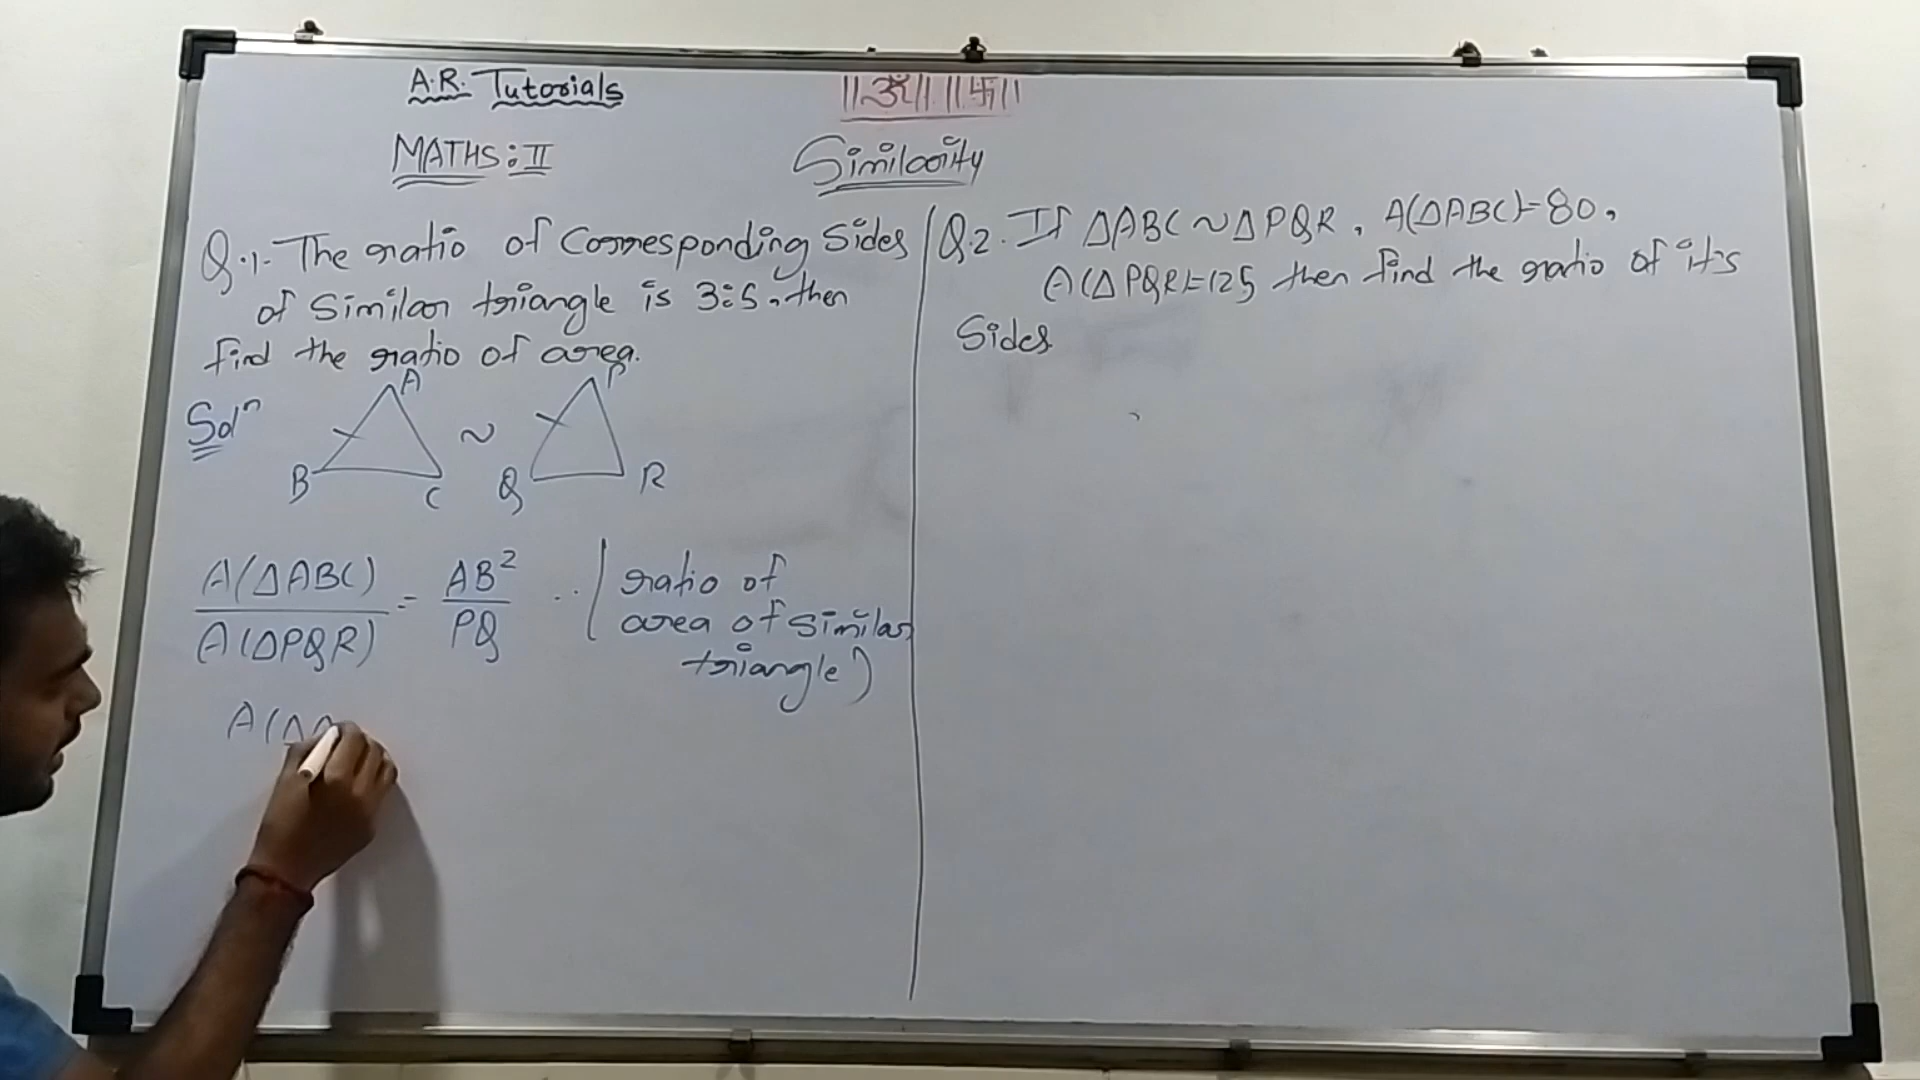 A.R. Tutorials
||ॐ|| ||卐||
MATHS:II
Similarity
Q.1. The ratio of Corresponding Sides
of Similar triangle is 3:5, then
find the ratio of area.
Solⁿ
A
B
C
~
P
Q
R
A(ΔABC) / A(ΔPQR) = AB² / PQ .. ( ratio of
area of Similar
triangle)
A(ΔA
Q.2. If ΔABC ~ ΔPQR, A(ΔABC)=80,
A(ΔPQR)=125 then find the ratio of it's
Sides